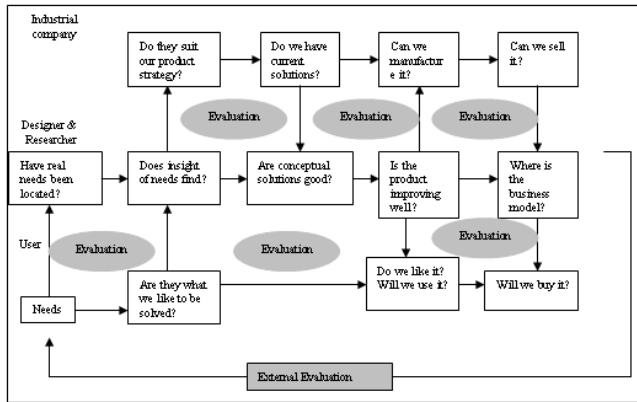 Industrial
company
Do they suit
our product
strategy?
Do we have
current
solutions?
Can we
manufactur
e it?
Can we sell
it?
Evaluation
Evaluation
Evaluation
Designer &
Researcher
Have real
needs been
located?
Does insight
of needs find?
Are conceptual
solutions good?
Is the
product
improving
well?
Where is
the
business
model?
User
Evaluation
Evaluation
Evaluation
Needs
Are they what
we like to be
solved?
Do we like it?
Will we use it?
Will we buy it?
External Evaluation